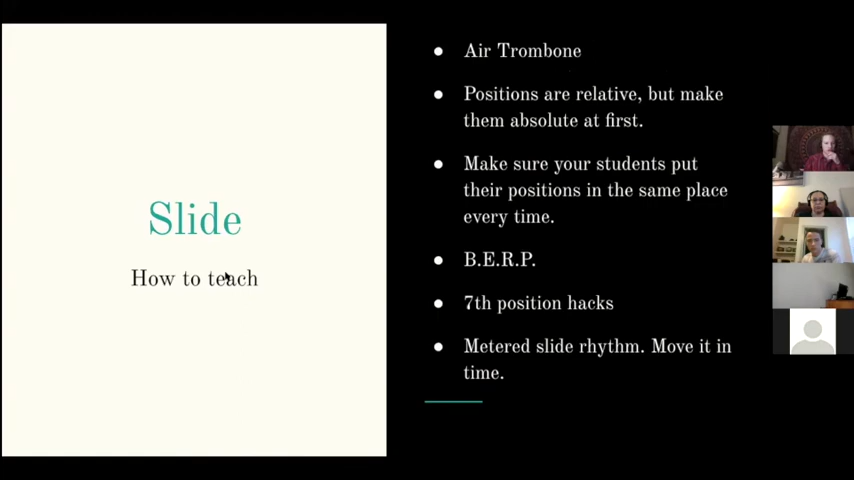 Slide
How to teach
Air Trombone
Positions are relative, but make
them absolute at first.
Make sure your students put
their positions in the same place
every time.
B.E.R.P.
7th position hacks
Metered slide rhythm. Move it in
time.